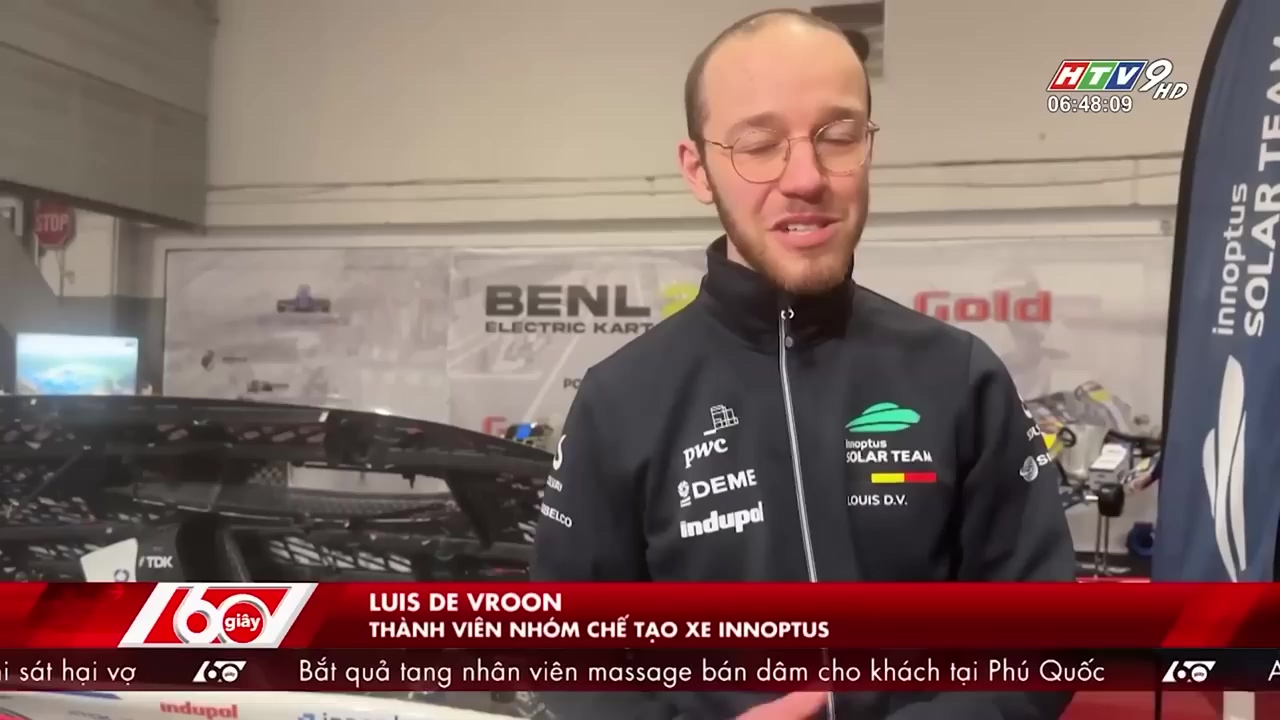 HTV9 HD
06:48:09
STOP
BENL
ELECTRIC KART
Gold
innoptus
SOLAR TEAM
pwc
DEME
indupol
innoptus
SOLAR TEAM
LOUIS D.V.
TDK
60 giây
LUIS DE VROON
THÀNH VIÊN NHÓM CHẾ TẠO XE INNOPTUS
sát hại vợ
60
Bắt quả tang nhân viên massage bán dâm cho khách tại Phú Quốc
60
indupol